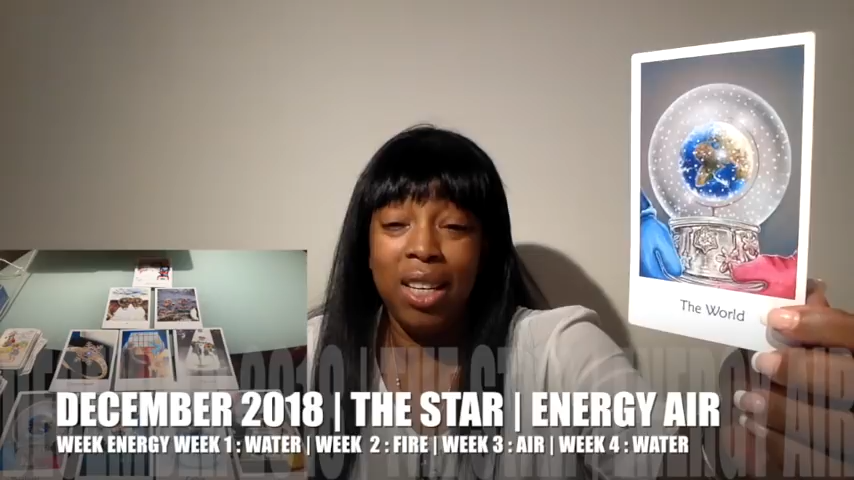 The World
DECEMBER 2018 | THE STAR | ENERGY AIR
WEEK ENERGY WEEK 1 : WATER | WEEK 2 : FIRE | WEEK 3 : AIR | WEEK 4 : WATER